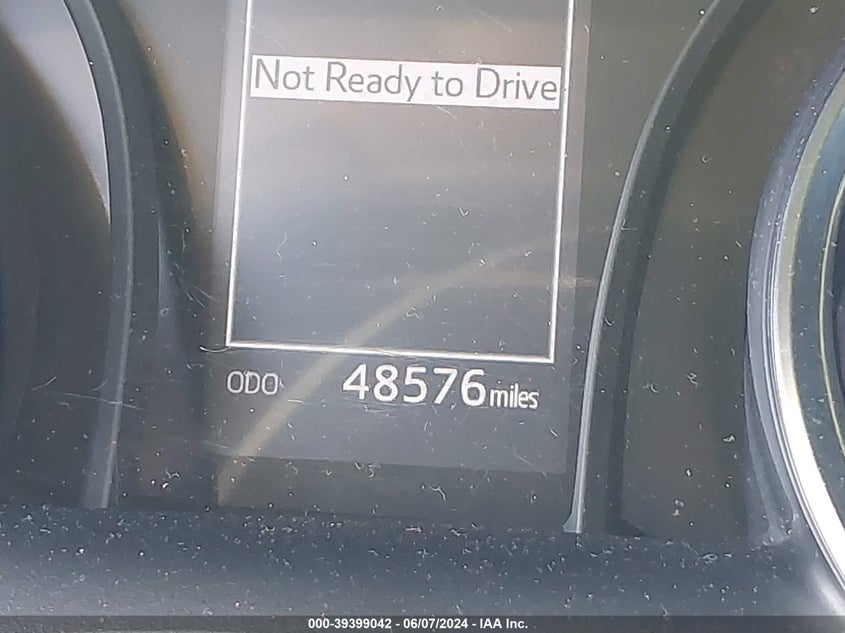 Not Ready to Drive
ODO 48576 miles
000-39399042 - 06/07/2024 - IAA Inc.